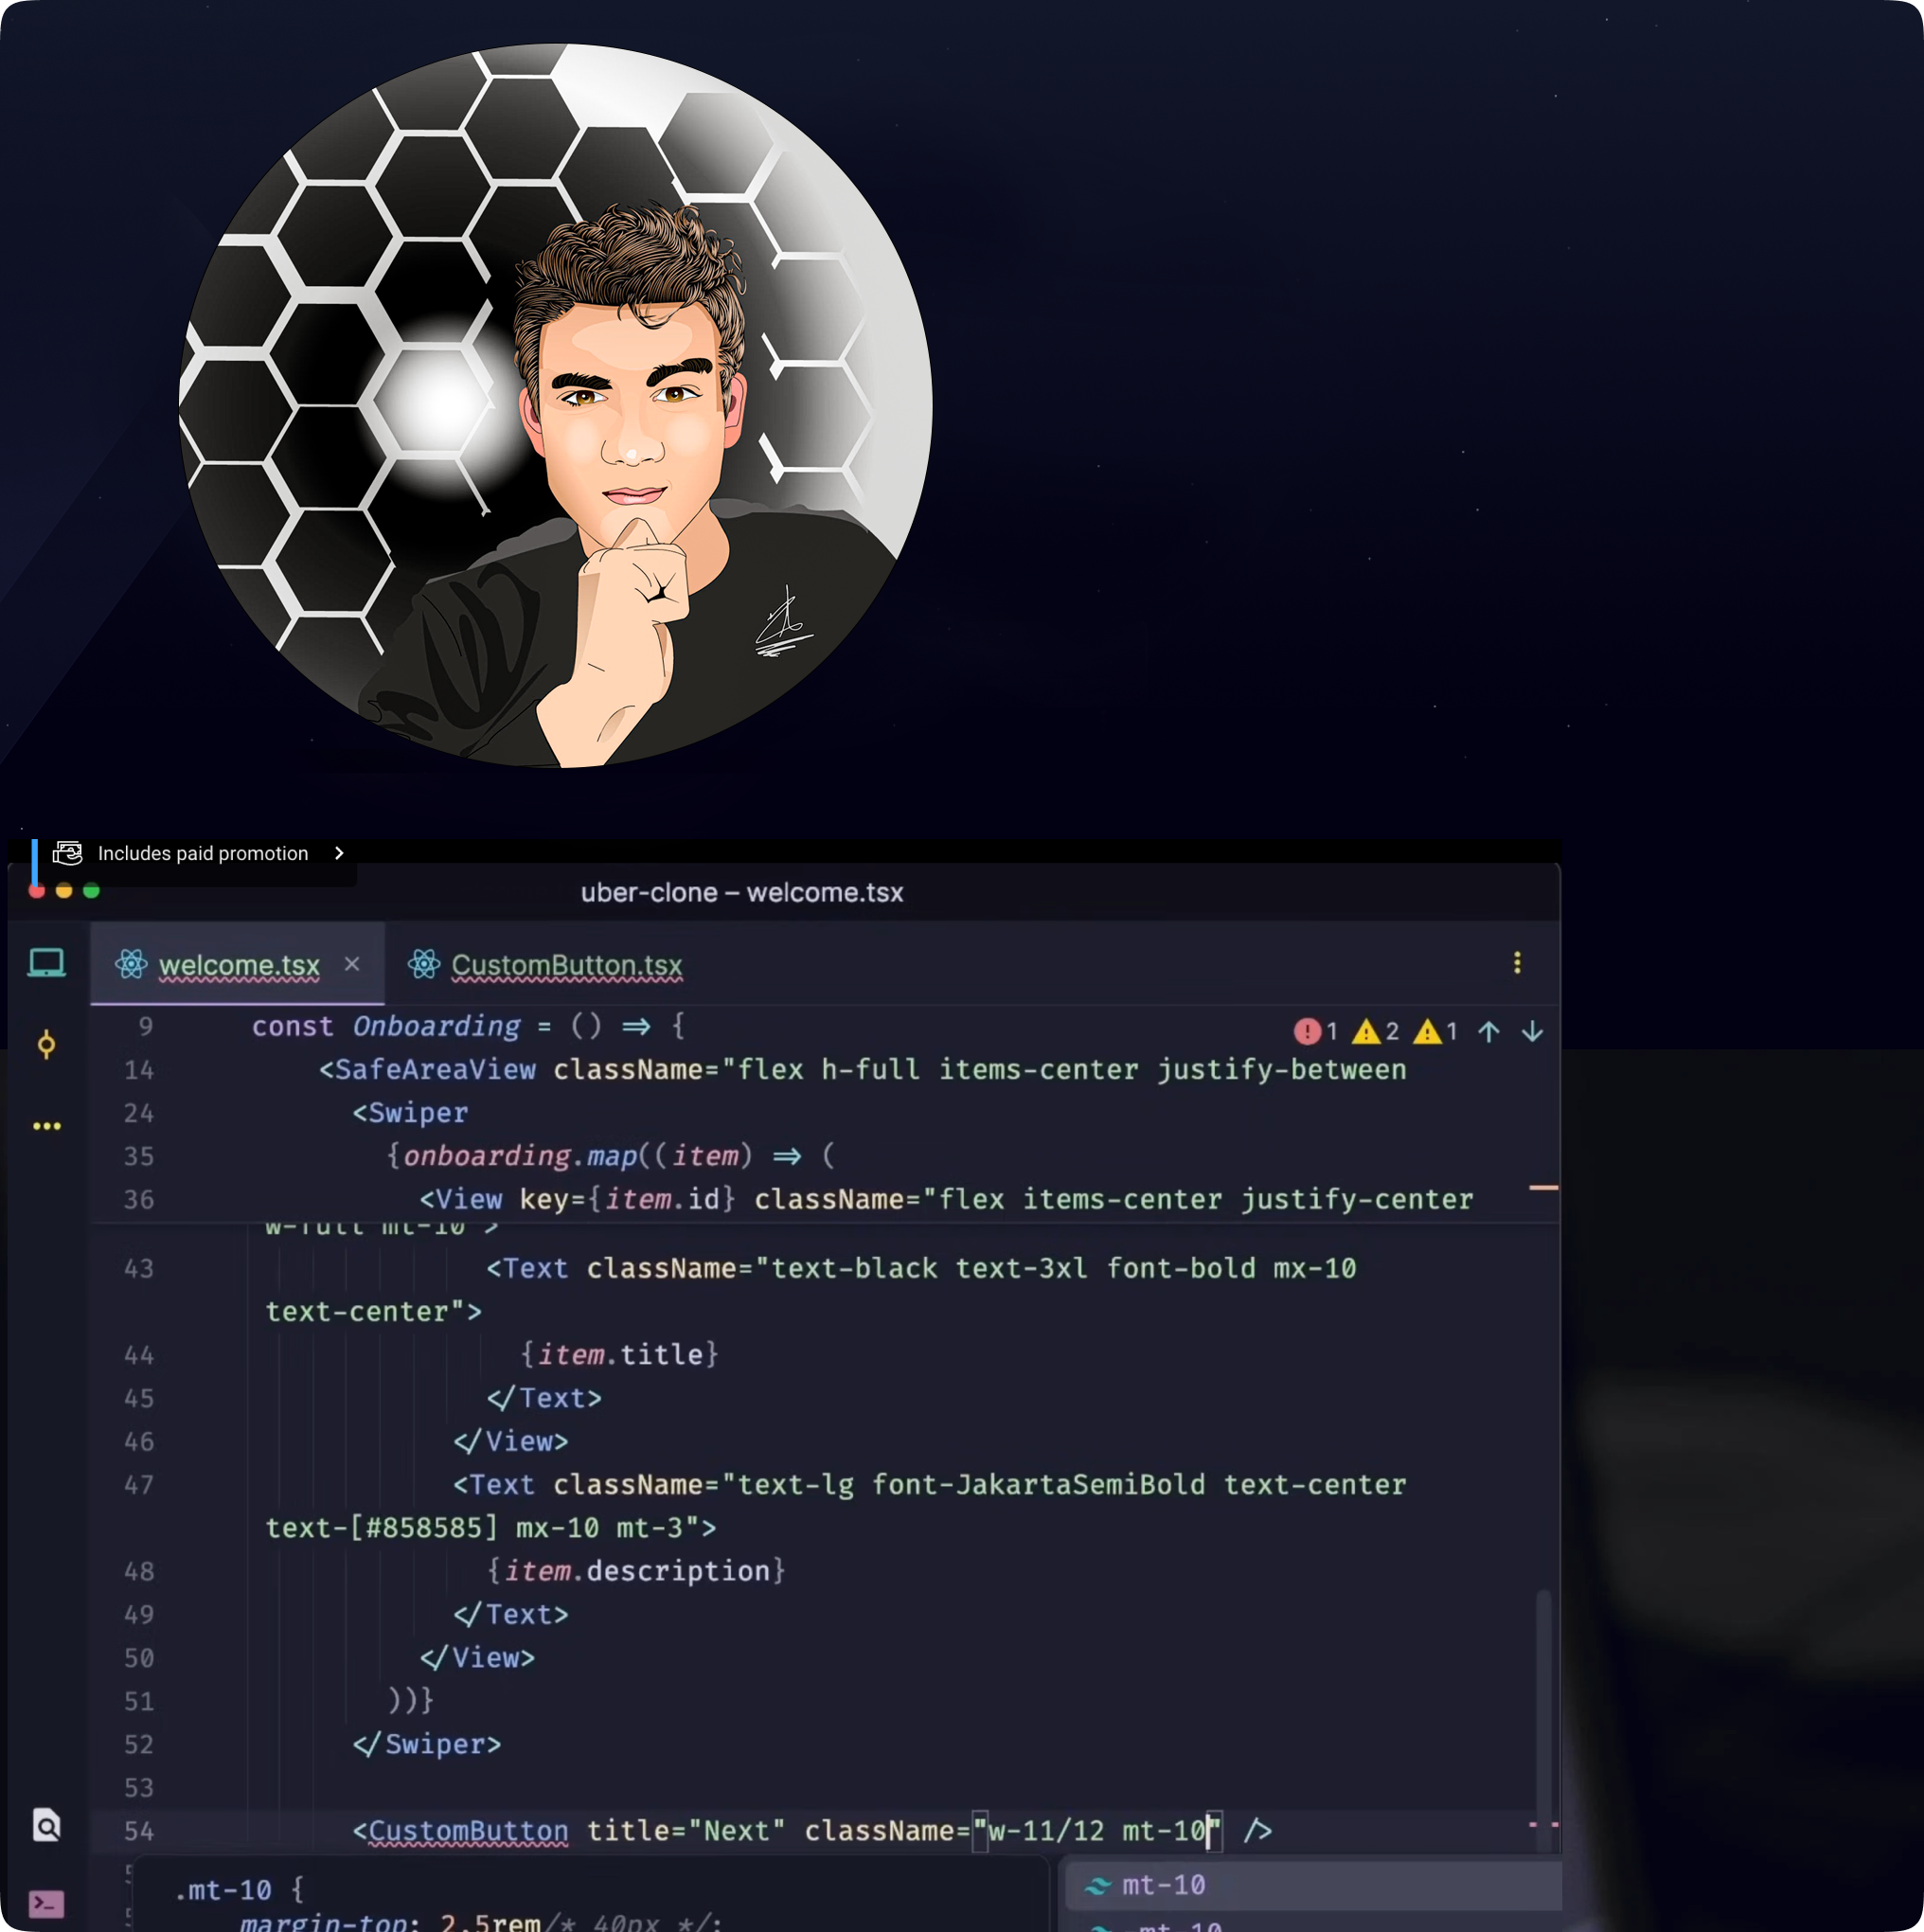 Includes paid promotion
uber-clone – welcome.tsx
welcome.tsx × CustomButton.tsx
9 const Onboarding = () => {
1 2 1
14 <SafeAreaView className="flex h-full items-center justify-between
24 <Swiper
35 {onboarding.map((item) => (
36 <View key={item.id} className="flex items-center justify-center
w-full mt-10">
43 <Text className="text-black text-3xl font-bold mx-10
text-center">
44 {item.title}
45 </Text>
46 </View>
47 <Text className="text-lg font-JakartaSemiBold text-center
text-[#858585] mx-10 mt-3">
48 {item.description}
49 </Text>
50 </View>
51 ))}
52 </Swiper>
53
54 <CustomButton title="Next" className="w-11/12 mt-10" />
.mt-10 {
mt-10
margin-top: 2.5rem/* 40px */;
-mt-10